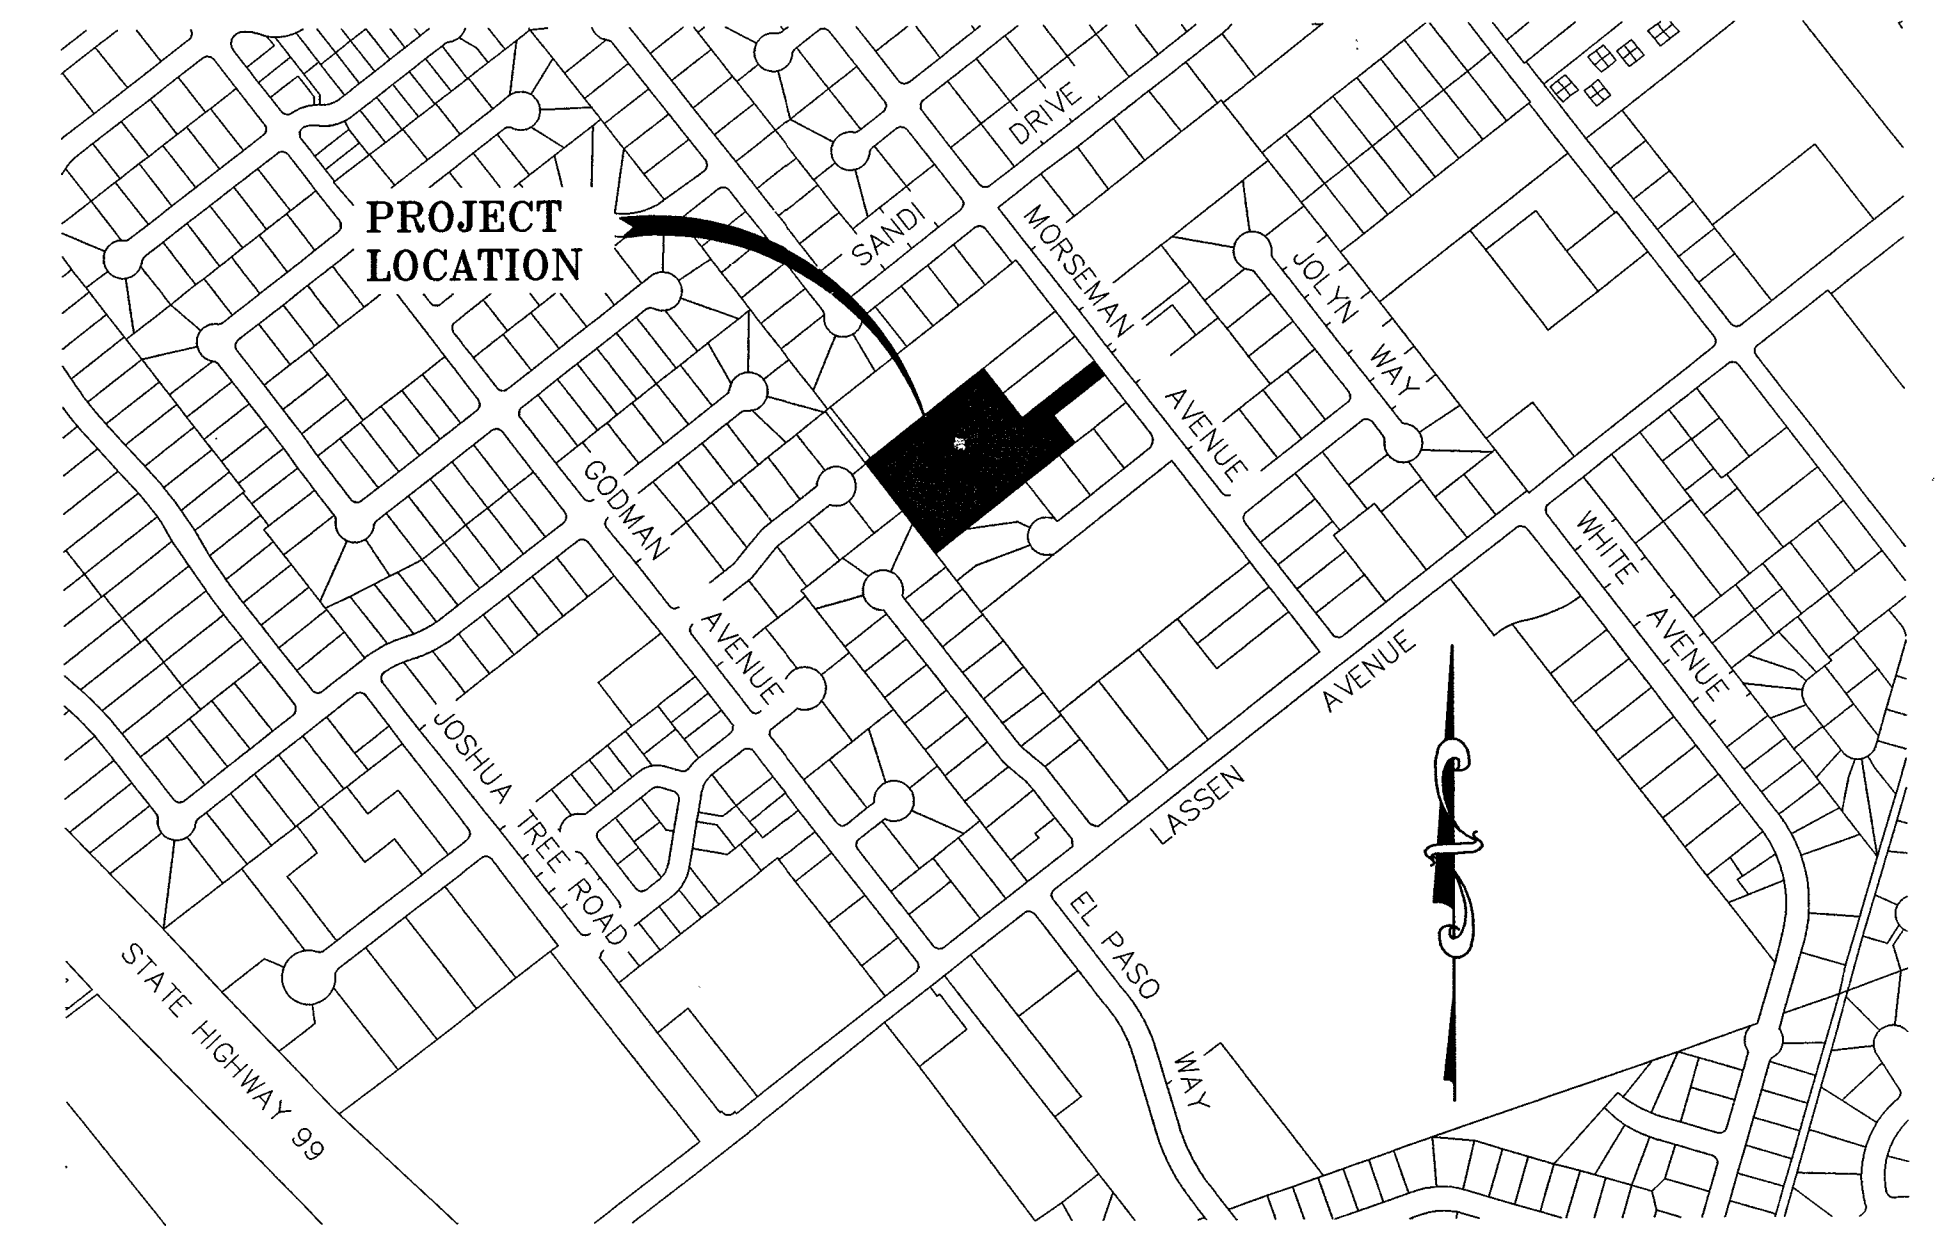 DRIVE
SANDI
PROJECT
LOCATION
MORSEMAN
AVENUE
JOLYN
WAY
GODMAN
AVENUE
WHITE
AVENUE
LASSEN
AVENUE
JOSHUA
TREE ROAD
EL PASO
WAY
STATE HIGHWAY 99